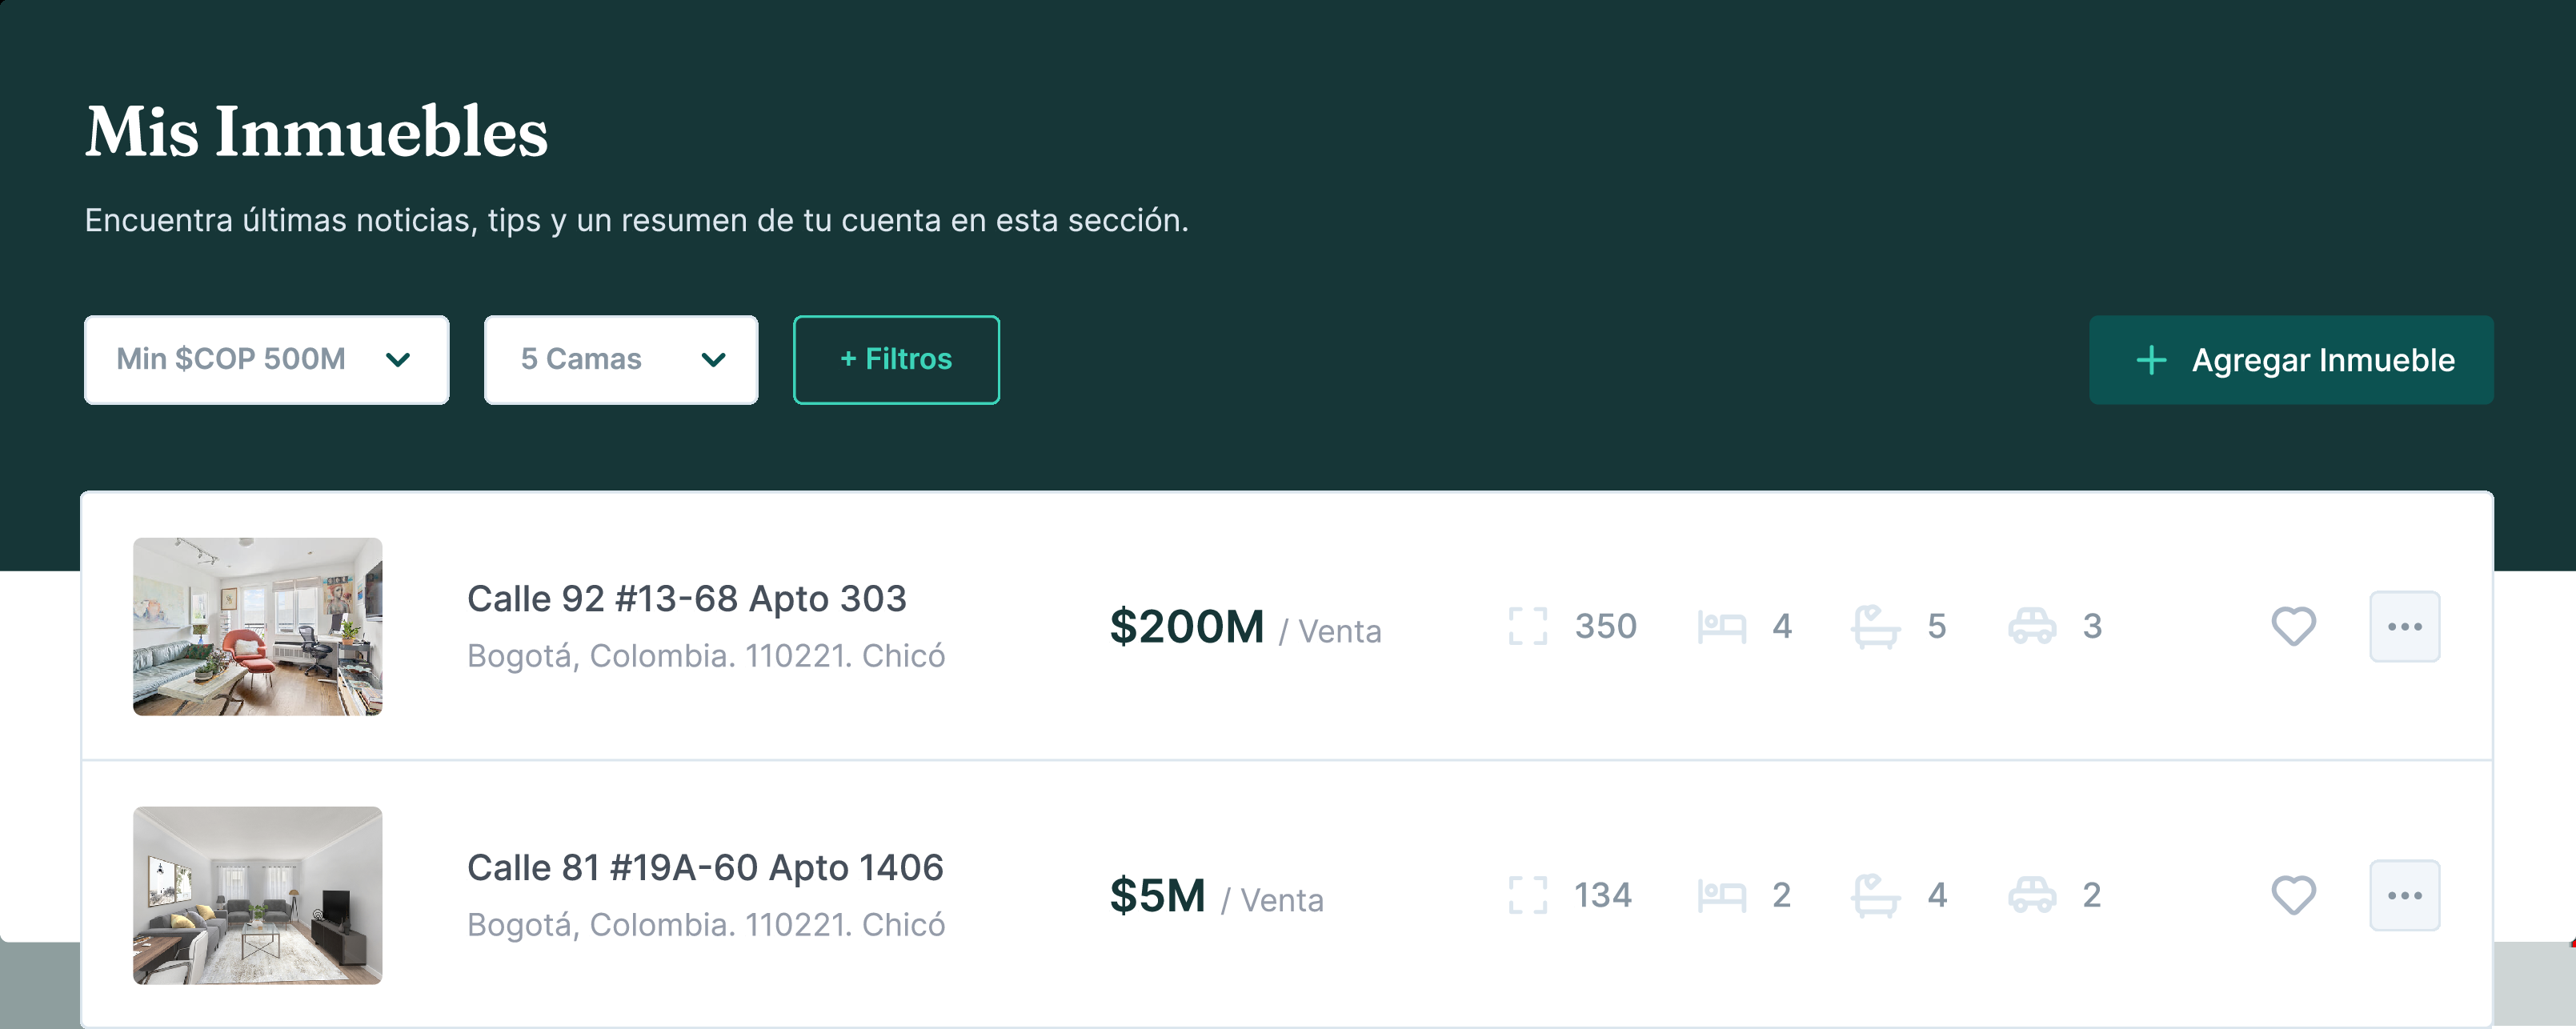 Mis Inmuebles
Encuentra últimas noticias, tips y un resumen de tu cuenta en esta sección.
Min $COP 500M
5 Camas
+ Filtros
+ Agregar Inmueble
Calle 92 #13-68 Apto 303
Bogotá, Colombia. 110221. Chicó
$200M / Venta
350
4
5
3
Calle 81 #19A-60 Apto 1406
Bogotá, Colombia. 110221. Chicó
$5M / Venta
134
2
4
2